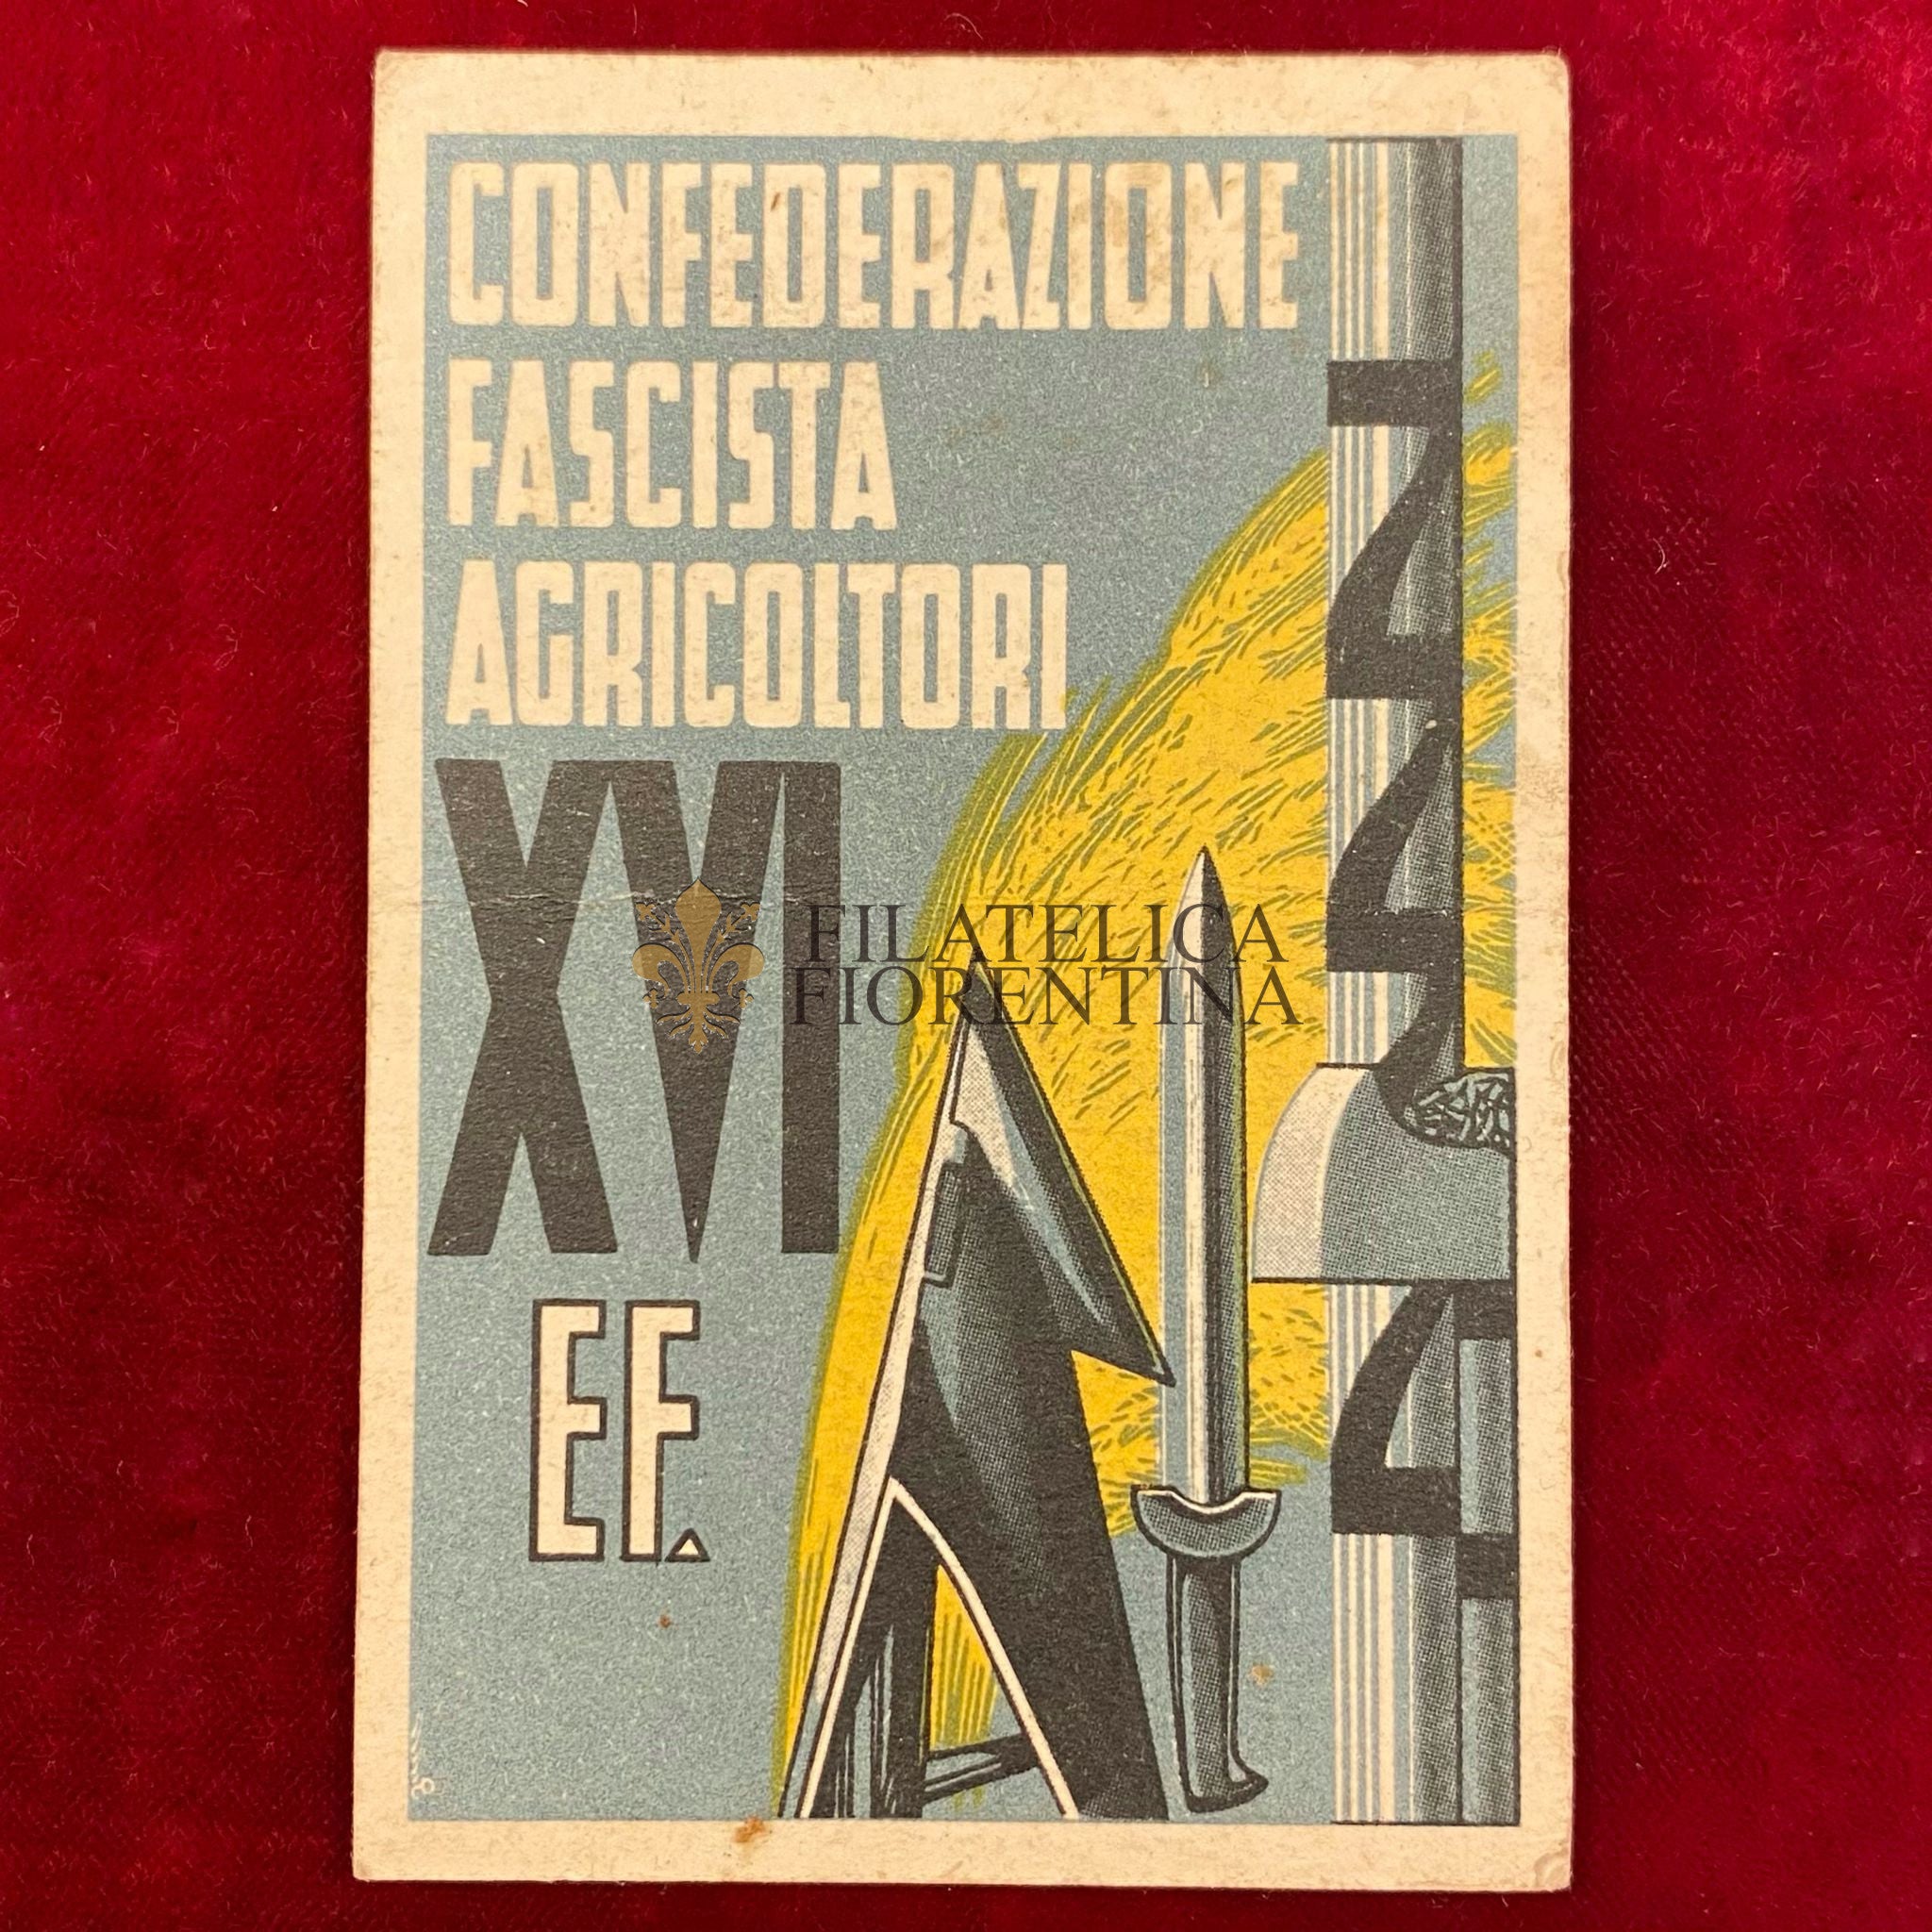 CONFEDERAZIONE
FASCISTA
AGRICOLTORI
XVI
FILATELICA
FIORENTINA
E.F.